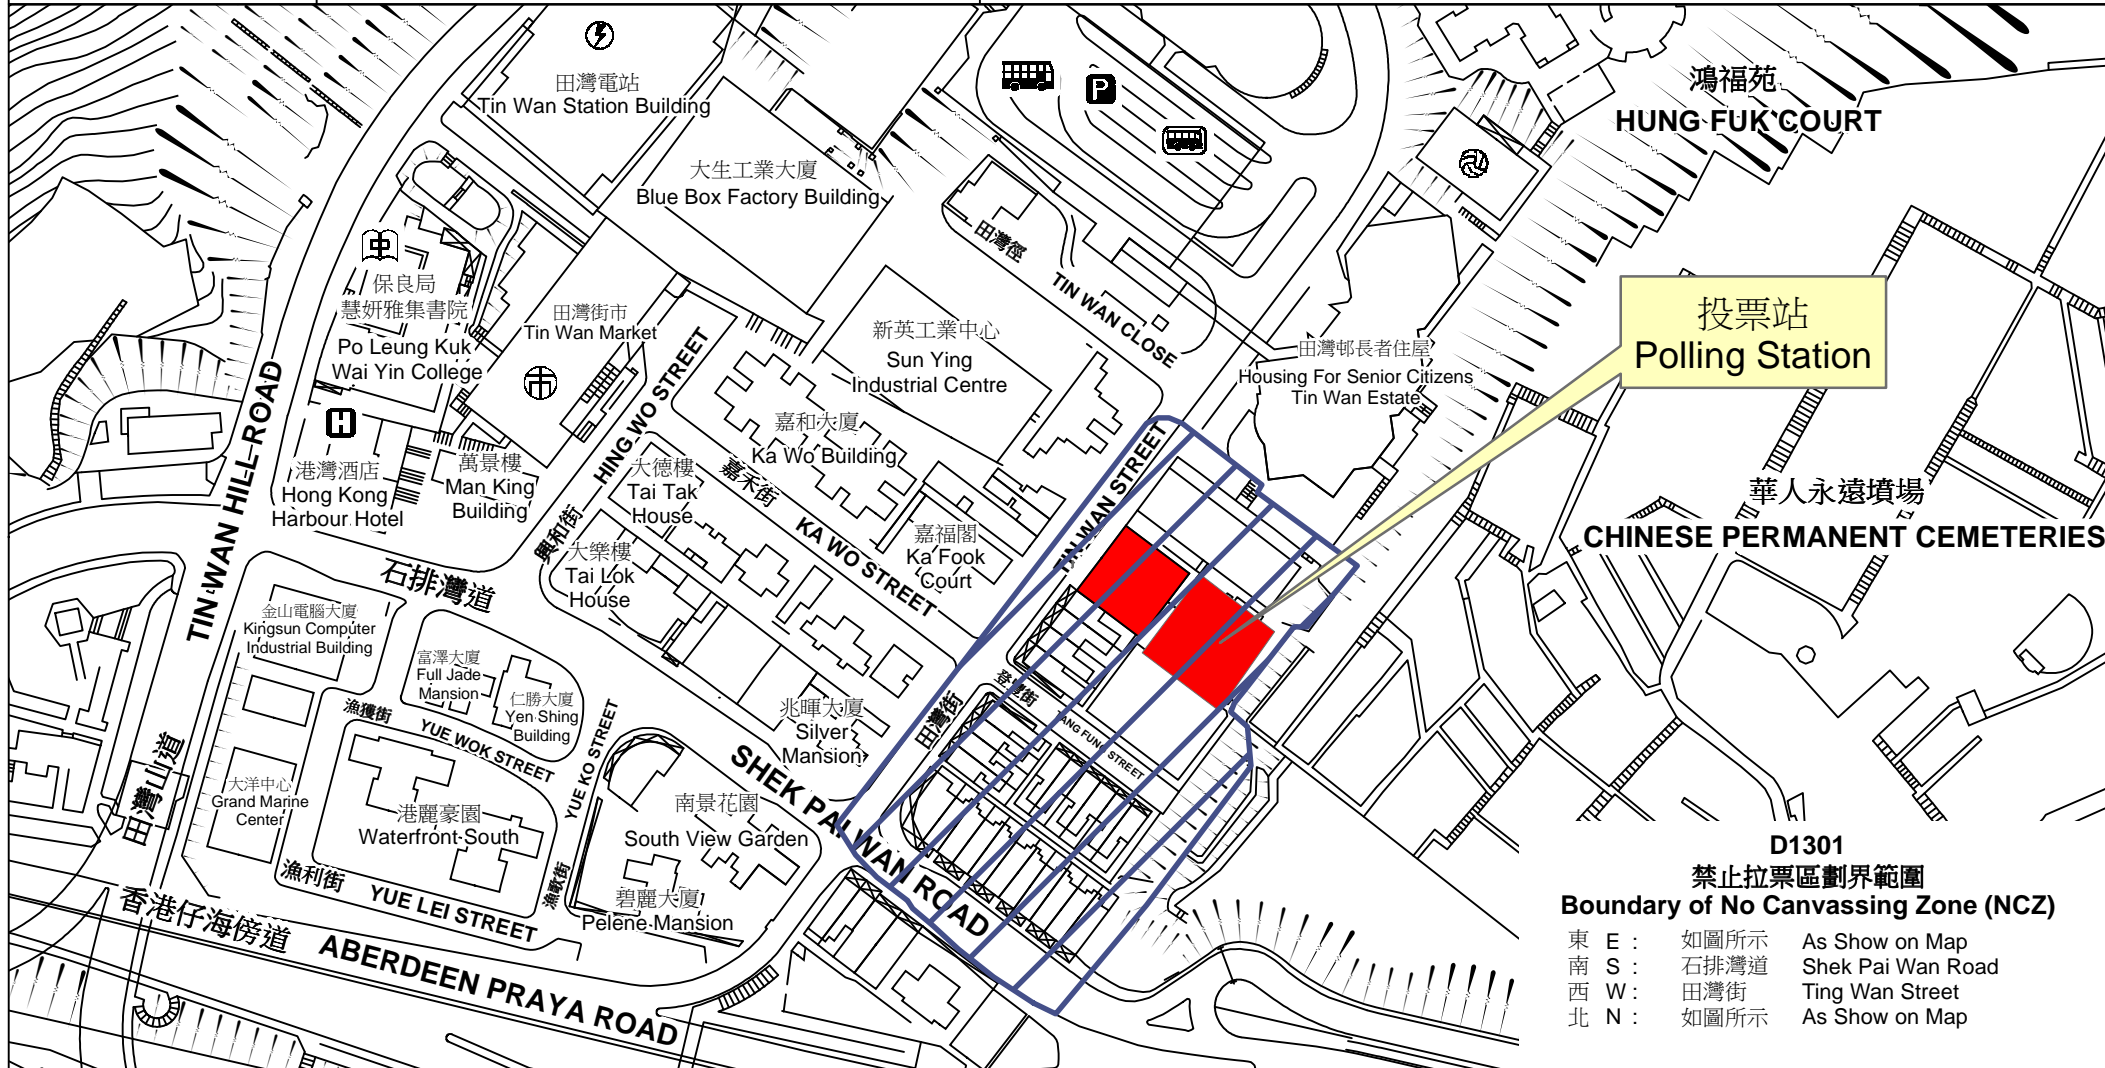 田灣電站
Tin Wan Station Building
P
鴻福苑
HUNG FUK COURT
大生工業大廈
Blue Box Factory Building
中
保良局
慧妍雅集書院
Po Leung Kuk
Wai Yin College
田灣街市
Tin Wan Market
市
田灣徑
TIN WAN CLOSE
新英工業中心
Sun Ying
Industrial Centre
田灣邨長者住屋
Housing For Senior Citizens
Tin Wan Estate
投票站
Polling Station
TIN WAN HILL ROAD
田灣山道
H
港灣酒店
Hong Kong
Harbour Hotel
萬景樓
Man King
Building
HING WO STREET
興和街
大德樓
Tai Tak
House
嘉和大廈
Ka Wo Building
嘉禾街
KA WO STREET
嘉福閣
Ka Fook
Court
TIN WAN STREET
田灣街
華人永遠墳場
CHINESE PERMANENT CEMETERIES
大樂樓
Tai Lok
House
石排灣道
SHEK PAI WAN ROAD
金山電腦大廈
Kingsun Computer
Industrial Building
富澤大廈
Full Jade
Mansion
仁勝大廈
Yen Shing
Building
漁獲街
YUE WOK STREET
YUE KO STREET
漁歌街
兆暉大廈
Silver
Mansion
登豐街
TANG FUNG STREET
大洋中心
Grand Marine
Center
港麗豪園
Waterfront South
南景花園
South View Garden
碧麗大廈
Pelene Mansion
漁利街
YUE LEI STREET
香港仔海傍道
ABERDEEN PRAYA ROAD
D1301
禁止拉票區劃界範圍
Boundary of No Canvassing Zone (NCZ)
東 E : 如圖所示 As Show on Map
南 S : 石排灣道 Shek Pai Wan Road
西 W : 田灣街 Ting Wan Street
北 N : 如圖所示 As Show on Map